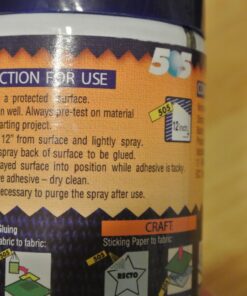 505
CTION FOR USE
a protected surface.
n well. Always pre-test on material
arting project.
12" from surface and lightly spray.
spray back of surface to be glued.
ayed surface into position while adhesive is tacky.
e adhesive – dry clean.
ecessary to purge the spray after use.
505
12 inches
Gluing
fabric to fabric:
CRAFT
Sticking Paper to fabric:
505
RECTO